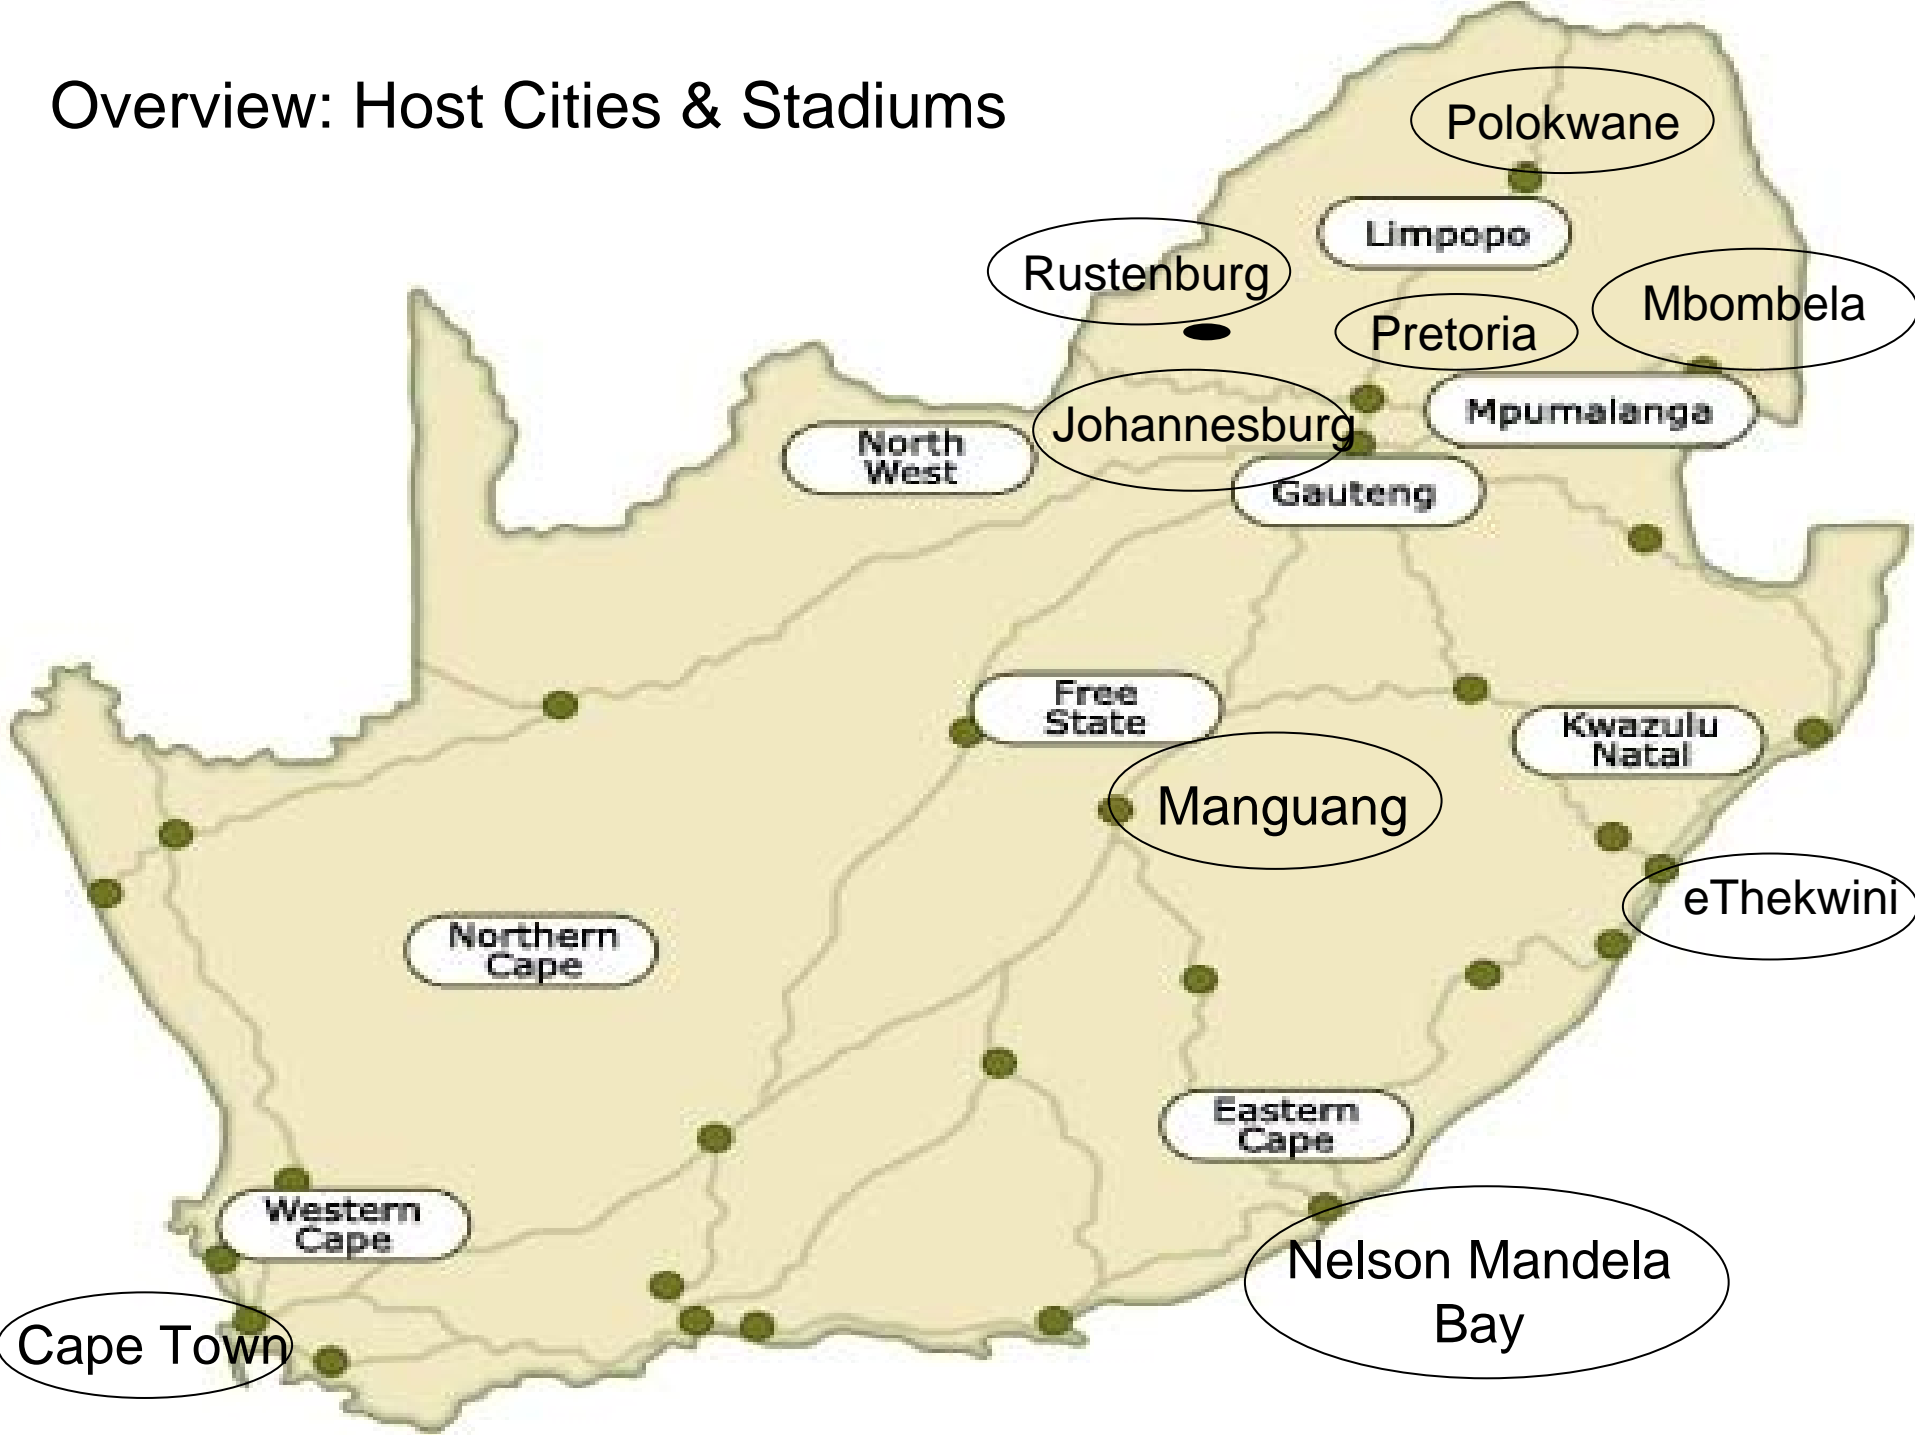 Overview: Host Cities & Stadiums
Polokwane
Limpopo
Rustenburg
Mbombela
Pretoria
Mpumalanga
Johannesburg
North
West
Gauteng
Free
State
Kwazulu
Natal
Manguang
eThekwini
Northern
Cape
Eastern
Cape
Western
Cape
Nelson Mandela
Bay
Cape Town